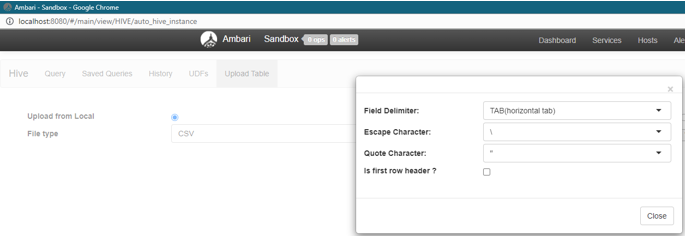 Ambari - Sandbox - Google Chrome
localhost:8080/#/main/view/HIVE/auto_hive_instance
Ambari Sandbox 0 ops 0 alerts Dashboard Services Hosts
Hive Query Saved Queries History UDFs Upload Table
×
Upload from Local
File type CSV
Field Delimiter: TAB(horizontal tab)
Escape Character: \
Quote Character: "
Is first row header ?
Close